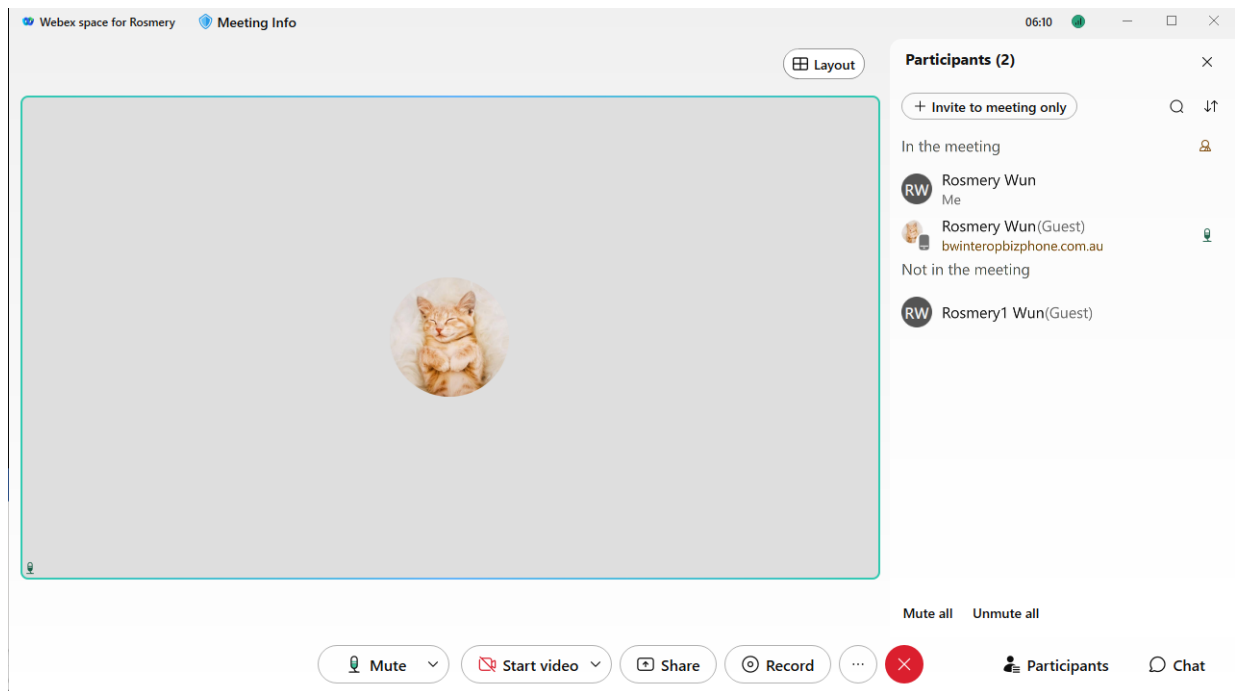 Webex space for Rosmery Meeting Info 06:10
Layout
Participants (2)
Invite to meeting only
In the meeting
RW Rosmery Wun
Me
Rosmery Wun(Guest)
bwinteropbizphone.com.au
Not in the meeting
RW Rosmery1 Wun(Guest)
Mute all Unmute all
Mute Start video Share Record ... Participants Chat